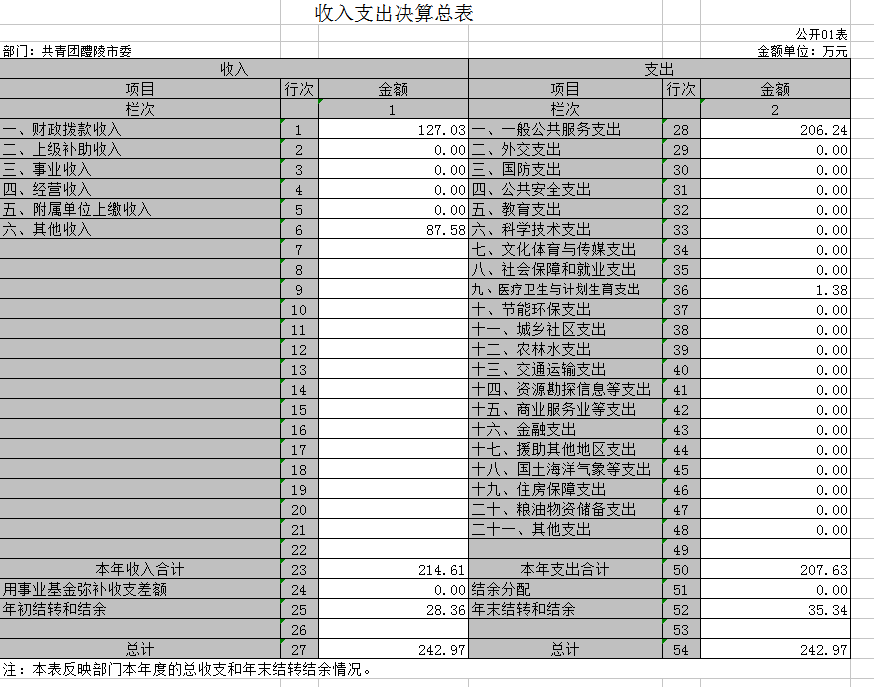 收入支出决算总表
公开01表
部门：共青团醴陵市委 金额单位：万元
收入 支出
项目 行次 金额 项目 行次 金额
栏次 1 栏次 2
一、财政拨款收入 1 127.03 一、一般公共服务支出 28 206.24
二、上级补助收入 2 0.00 二、外交支出 29 0.00
三、事业收入 3 0.00 三、国防支出 30 0.00
四、经营收入 4 0.00 四、公共安全支出 31 0.00
五、附属单位上缴收入 5 0.00 五、教育支出 32 0.00
六、其他收入 6 87.58 六、科学技术支出 33 0.00
7 七、文化体育与传媒支出 34 0.00
8 八、社会保障和就业支出 35 0.00
9 九、医疗卫生与计划生育支出 36 1.38
10 十、节能环保支出 37 0.00
11 十一、城乡社区支出 38 0.00
12 十二、农林水支出 39 0.00
13 十三、交通运输支出 40 0.00
14 十四、资源勘探信息等支出 41 0.00
15 十五、商业服务业等支出 42 0.00
16 十六、金融支出 43 0.00
17 十七、援助其他地区支出 44 0.00
18 十八、国土海洋气象等支出 45 0.00
19 十九、住房保障支出 46 0.00
20 二十、粮油物资储备支出 47 0.00
21 二十一、其他支出 48 0.00
22 49
本年收入合计 23 214.61 本年支出合计 50 207.63
用事业基金弥补收支差额 24 0.00 结余分配 51 0.00
年初结转和结余 25 28.36 年末结转和结余 52 35.34
26 53
总计 27 242.97 总计 54 242.97
注：本表反映部门本年度的总收支和年末结转结余情况。